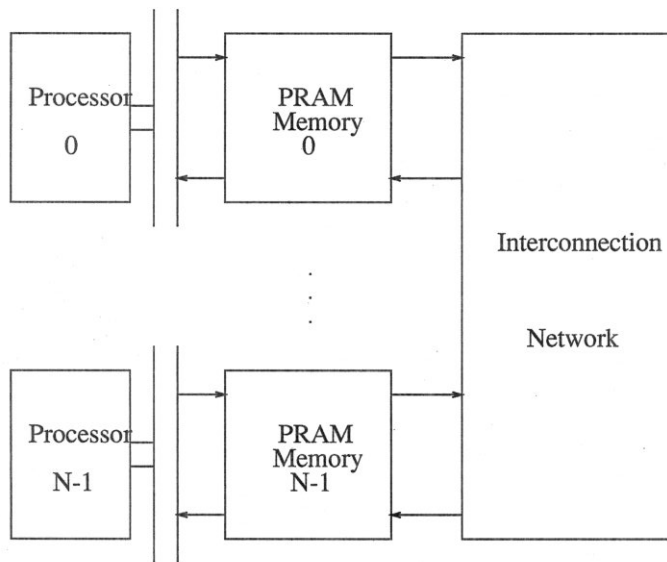 Processor
0
PRAM
Memory
0
Interconnection
Network
Processor
N-1
PRAM
Memory
N-1